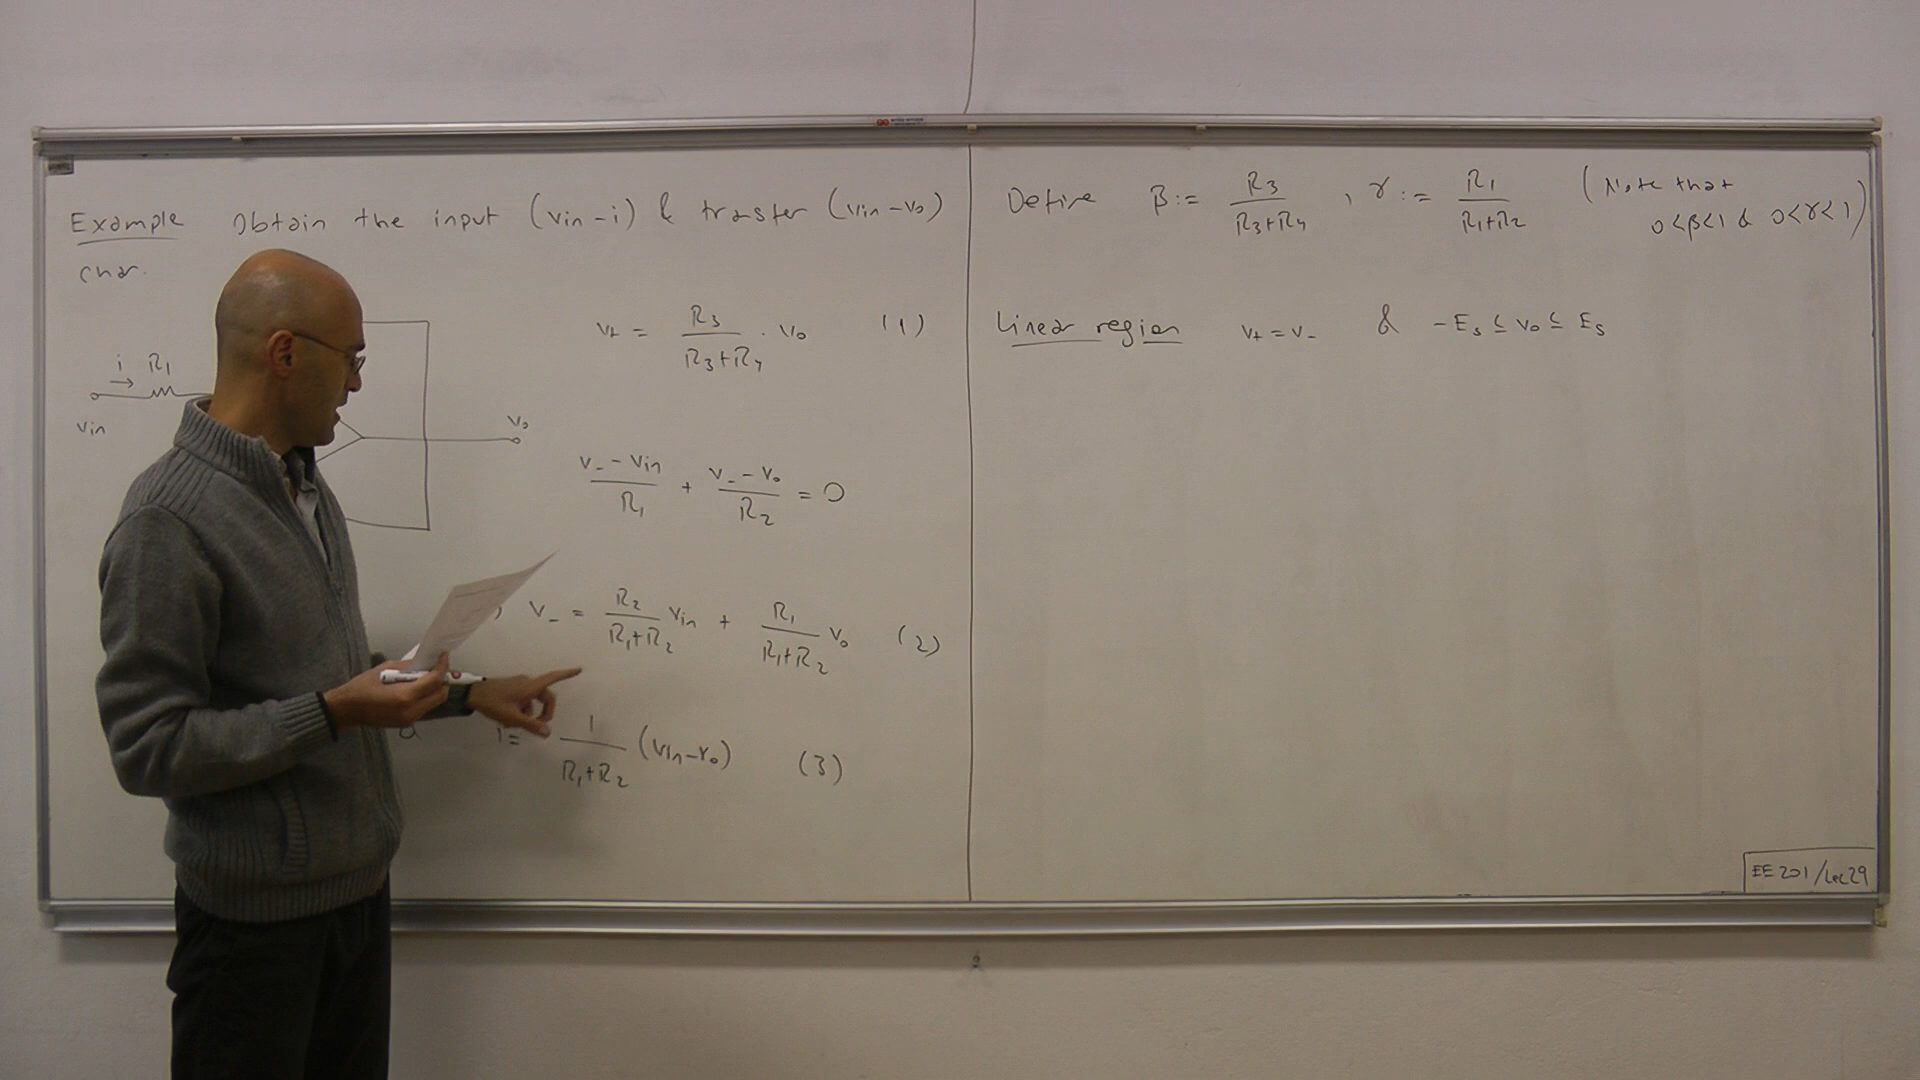 Example Obtain the input (vin-i) & transfer (vin-vo)
char.
i R1
vin
vo
v+ = R3/(R3+R4) . vo (1)
(v- - vin)/R1 + (v- - vo)/R2 = 0
v- = R2/(R1+R2) vin + R1/(R1+R2) vo (2)
i = 1/(R1+R2) (vin-vo) (3)
Define β := R3/(R3+R4) , γ := R1/(R1+R2) (Note that
0<β<1 & 0<γ<1)
Linear region v+ = v- & -Es ≤ vo ≤ Es
EE201/Lec29